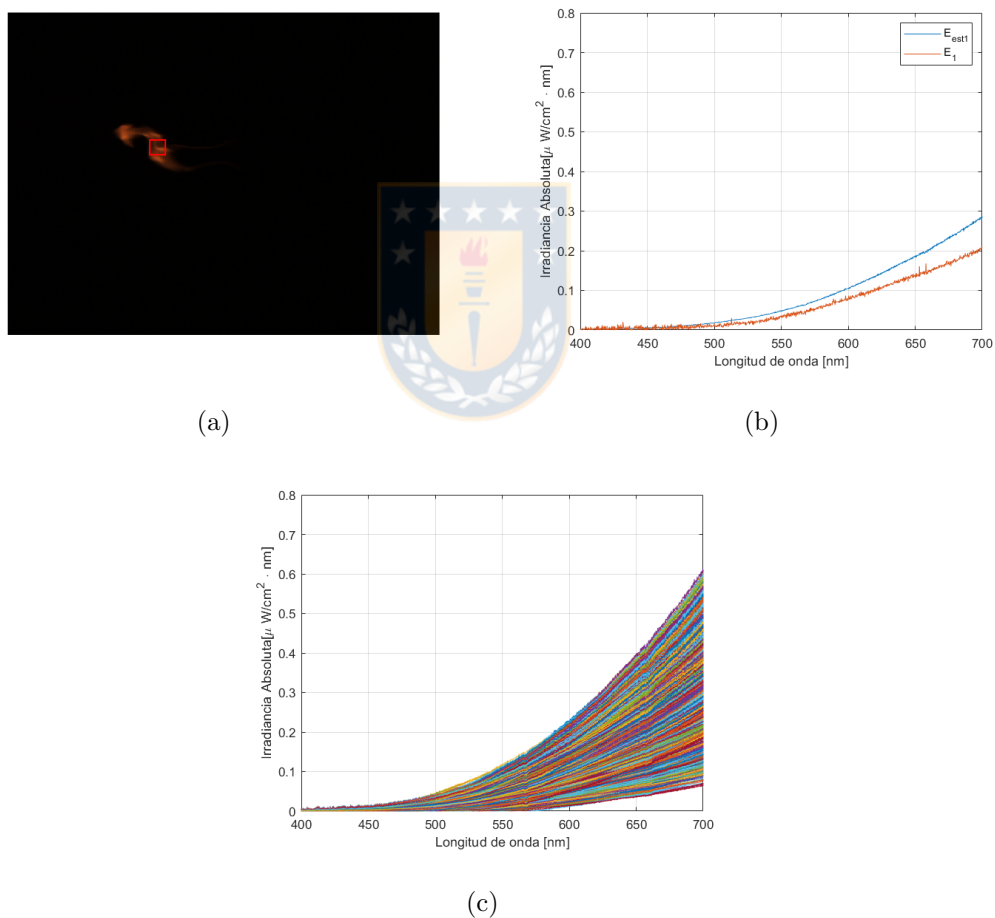 0.8
0.7
0.6
0.5
0.4
0.3
0.2
0.1
0
Irradiancia Absoluta[μ W/cm² · nm]
E_est1
E_1
400 450 500 550 600 650 700
Longitud de onda [nm]
(a)
(b)
0.8
0.7
0.6
0.5
0.4
0.3
0.2
0.1
0
Irradiancia Absoluta[μ W/cm² · nm]
400 450 500 550 600 650 700
Longitud de onda [nm]
(c)